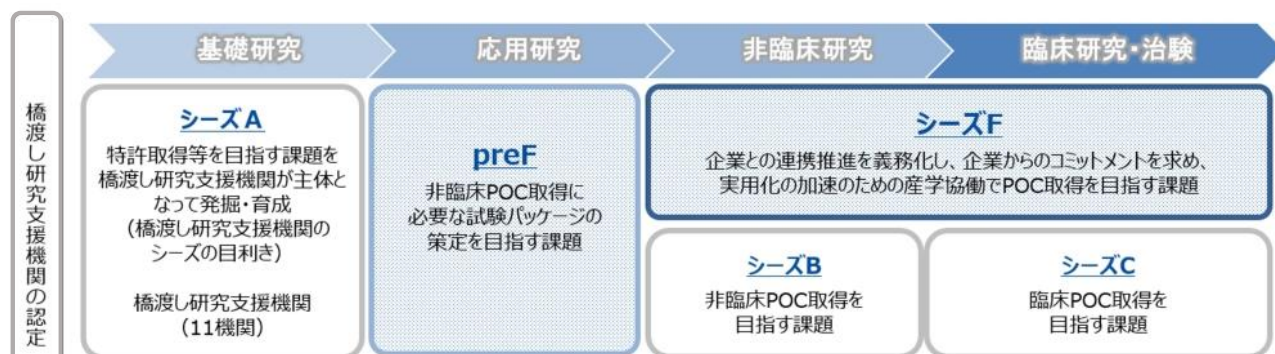 橋渡し研究支援機関の認定
基礎研究
応用研究
非臨床研究
臨床研究・治験
シーズA
特許取得等を目指す課題を
橋渡し研究支援機関が主体と
なって発掘・育成
(橋渡し研究支援機関の
シーズの目利き)
橋渡し研究支援機関
(11機関)
preF
非臨床POC取得に
必要な試験パッケージの
策定を目指す課題
シーズF
企業との連携推進を義務化し、企業からのコミットメントを求め、
実用化の加速のための産学協働でPOC取得を目指す課題
シーズB
非臨床POC取得を
目指す課題
シーズC
臨床POC取得を
目指す課題